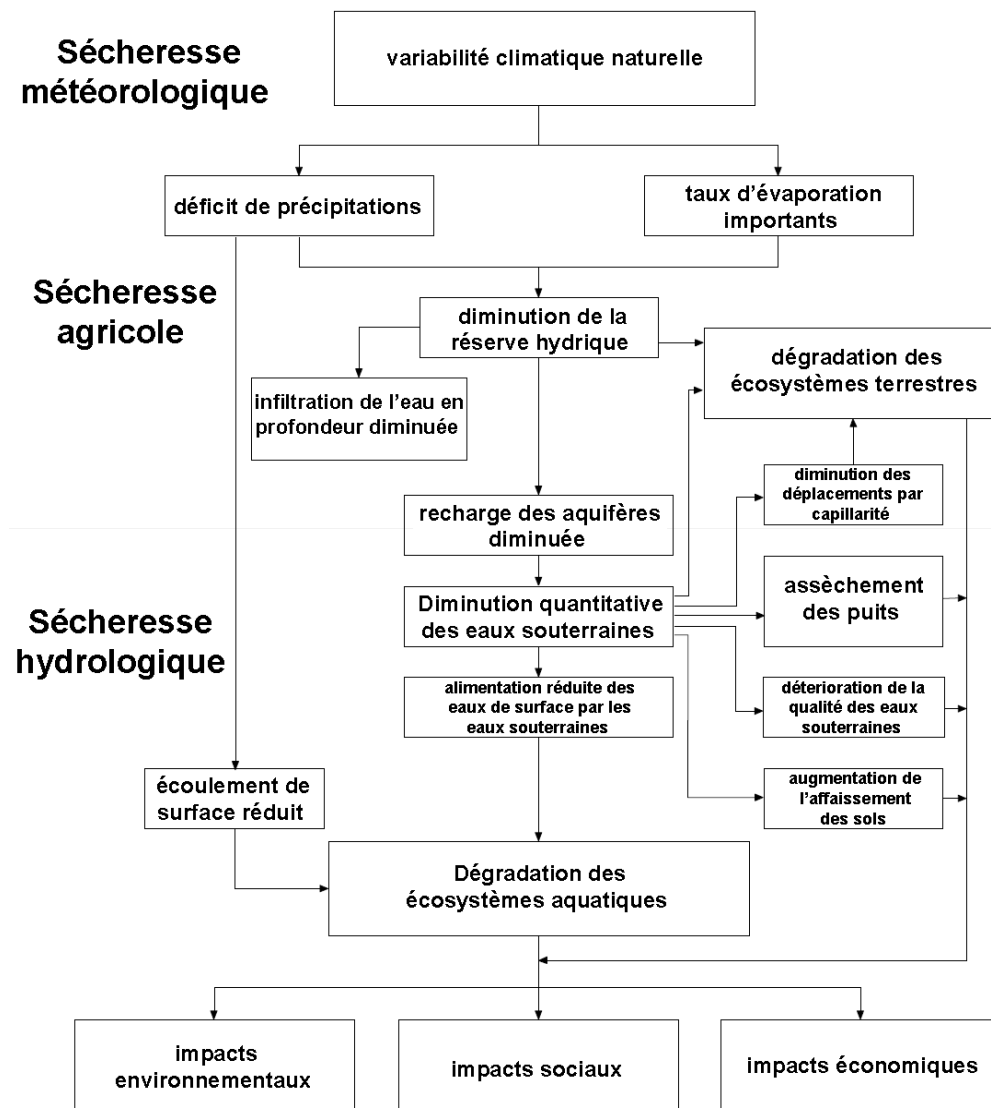 Sécheresse
météorologique
variabilité climatique naturelle
déficit de précipitations
taux d'évaporation
importants
Sécheresse
agricole
diminution de la
réserve hydrique
dégradation des
écosystèmes terrestres
infiltration de l'eau en
profondeur diminuée
diminution des
déplacements par
capillarité
recharge des aquifères
diminuée
Sécheresse
hydrologique
Diminution quantitative
des eaux souterraines
assèchement
des puits
alimentation réduite des
eaux de surface par les
eaux souterraines
déterioration de la
qualité des eaux
souterraines
écoulement de
surface réduit
augmentation de
l'affaissement
des sols
Dégradation des
écosystèmes aquatiques
impacts
environnementaux
impacts sociaux
impacts économiques